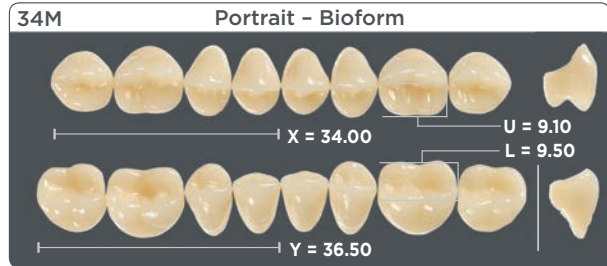 34M
Portrait – Bioform
X = 34.00
U = 9.10
L = 9.50
Y = 36.50